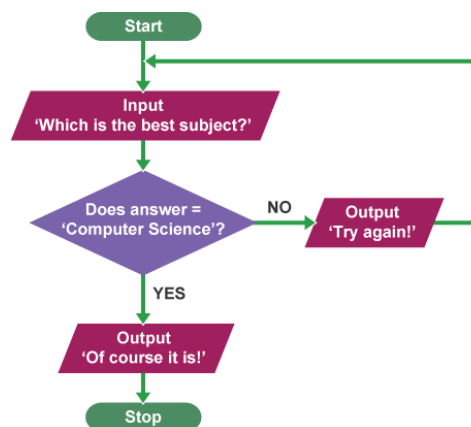 Start
Input
‘Which is the best subject?’
Does answer =
‘Computer Science’?
NO
Output
‘Try again!’
YES
Output
‘Of course it is!’
Stop